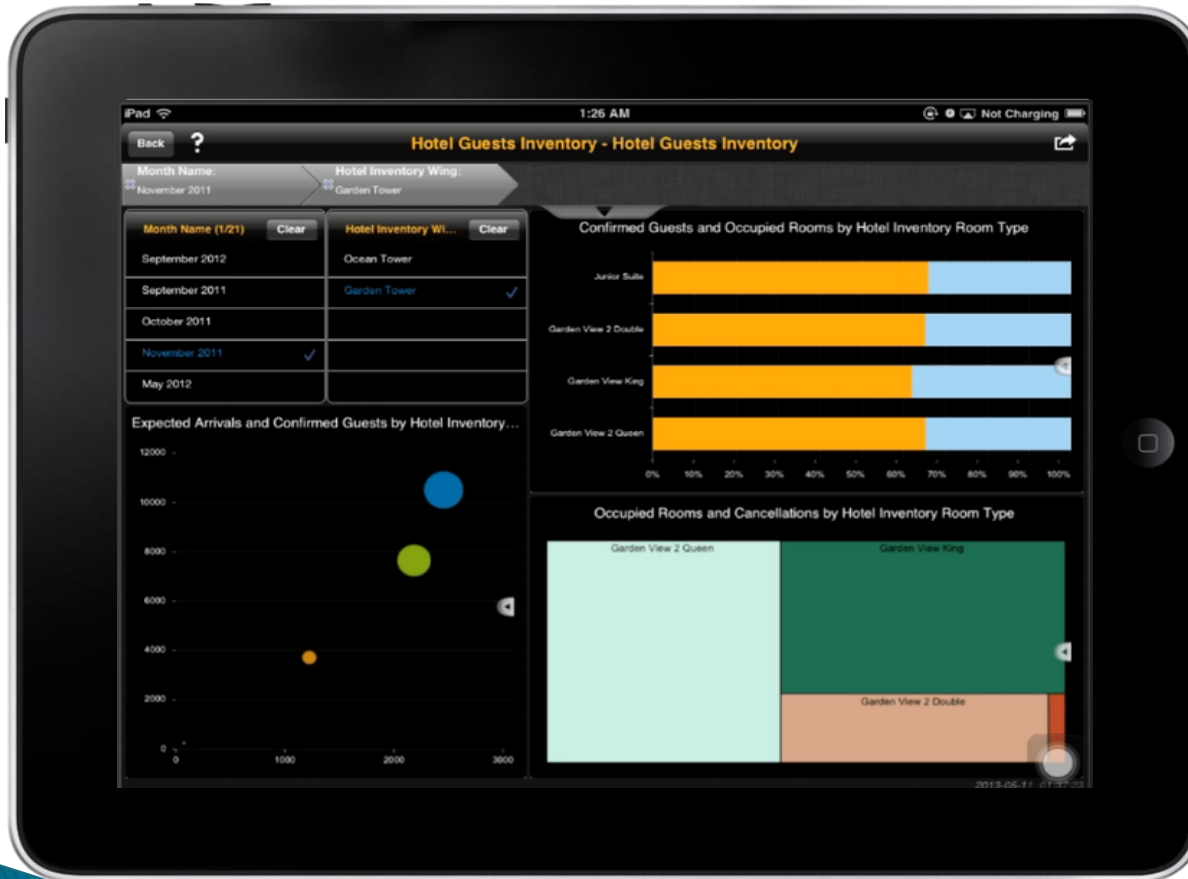 iPad
1:26 AM
Not Charging
Back
?
Hotel Guests Inventory - Hotel Guests Inventory
Month Name:
November 2011
Hotel Inventory Wing:
Garden Tower
Month Name (1/21)
Clear
September 2012
September 2011
October 2011
November 2011
May 2012
Hotel Inventory Wi...
Clear
Ocean Tower
Garden Tower
Confirmed Guests and Occupied Rooms by Hotel Inventory Room Type
Junior Suite
Garden View 2 Double
Garden View King
Garden View 2 Queen
0% 10% 20% 30% 40% 50% 60% 70% 80% 90% 100%
Expected Arrivals and Confirmed Guests by Hotel Inventory...
12000
10000
8000
6000
4000
2000
0
0 1000 2000 3000
Occupied Rooms and Cancellations by Hotel Inventory Room Type
Garden View 2 Queen
Garden View King
Garden View 2 Double
2013-05-11 01:37:23